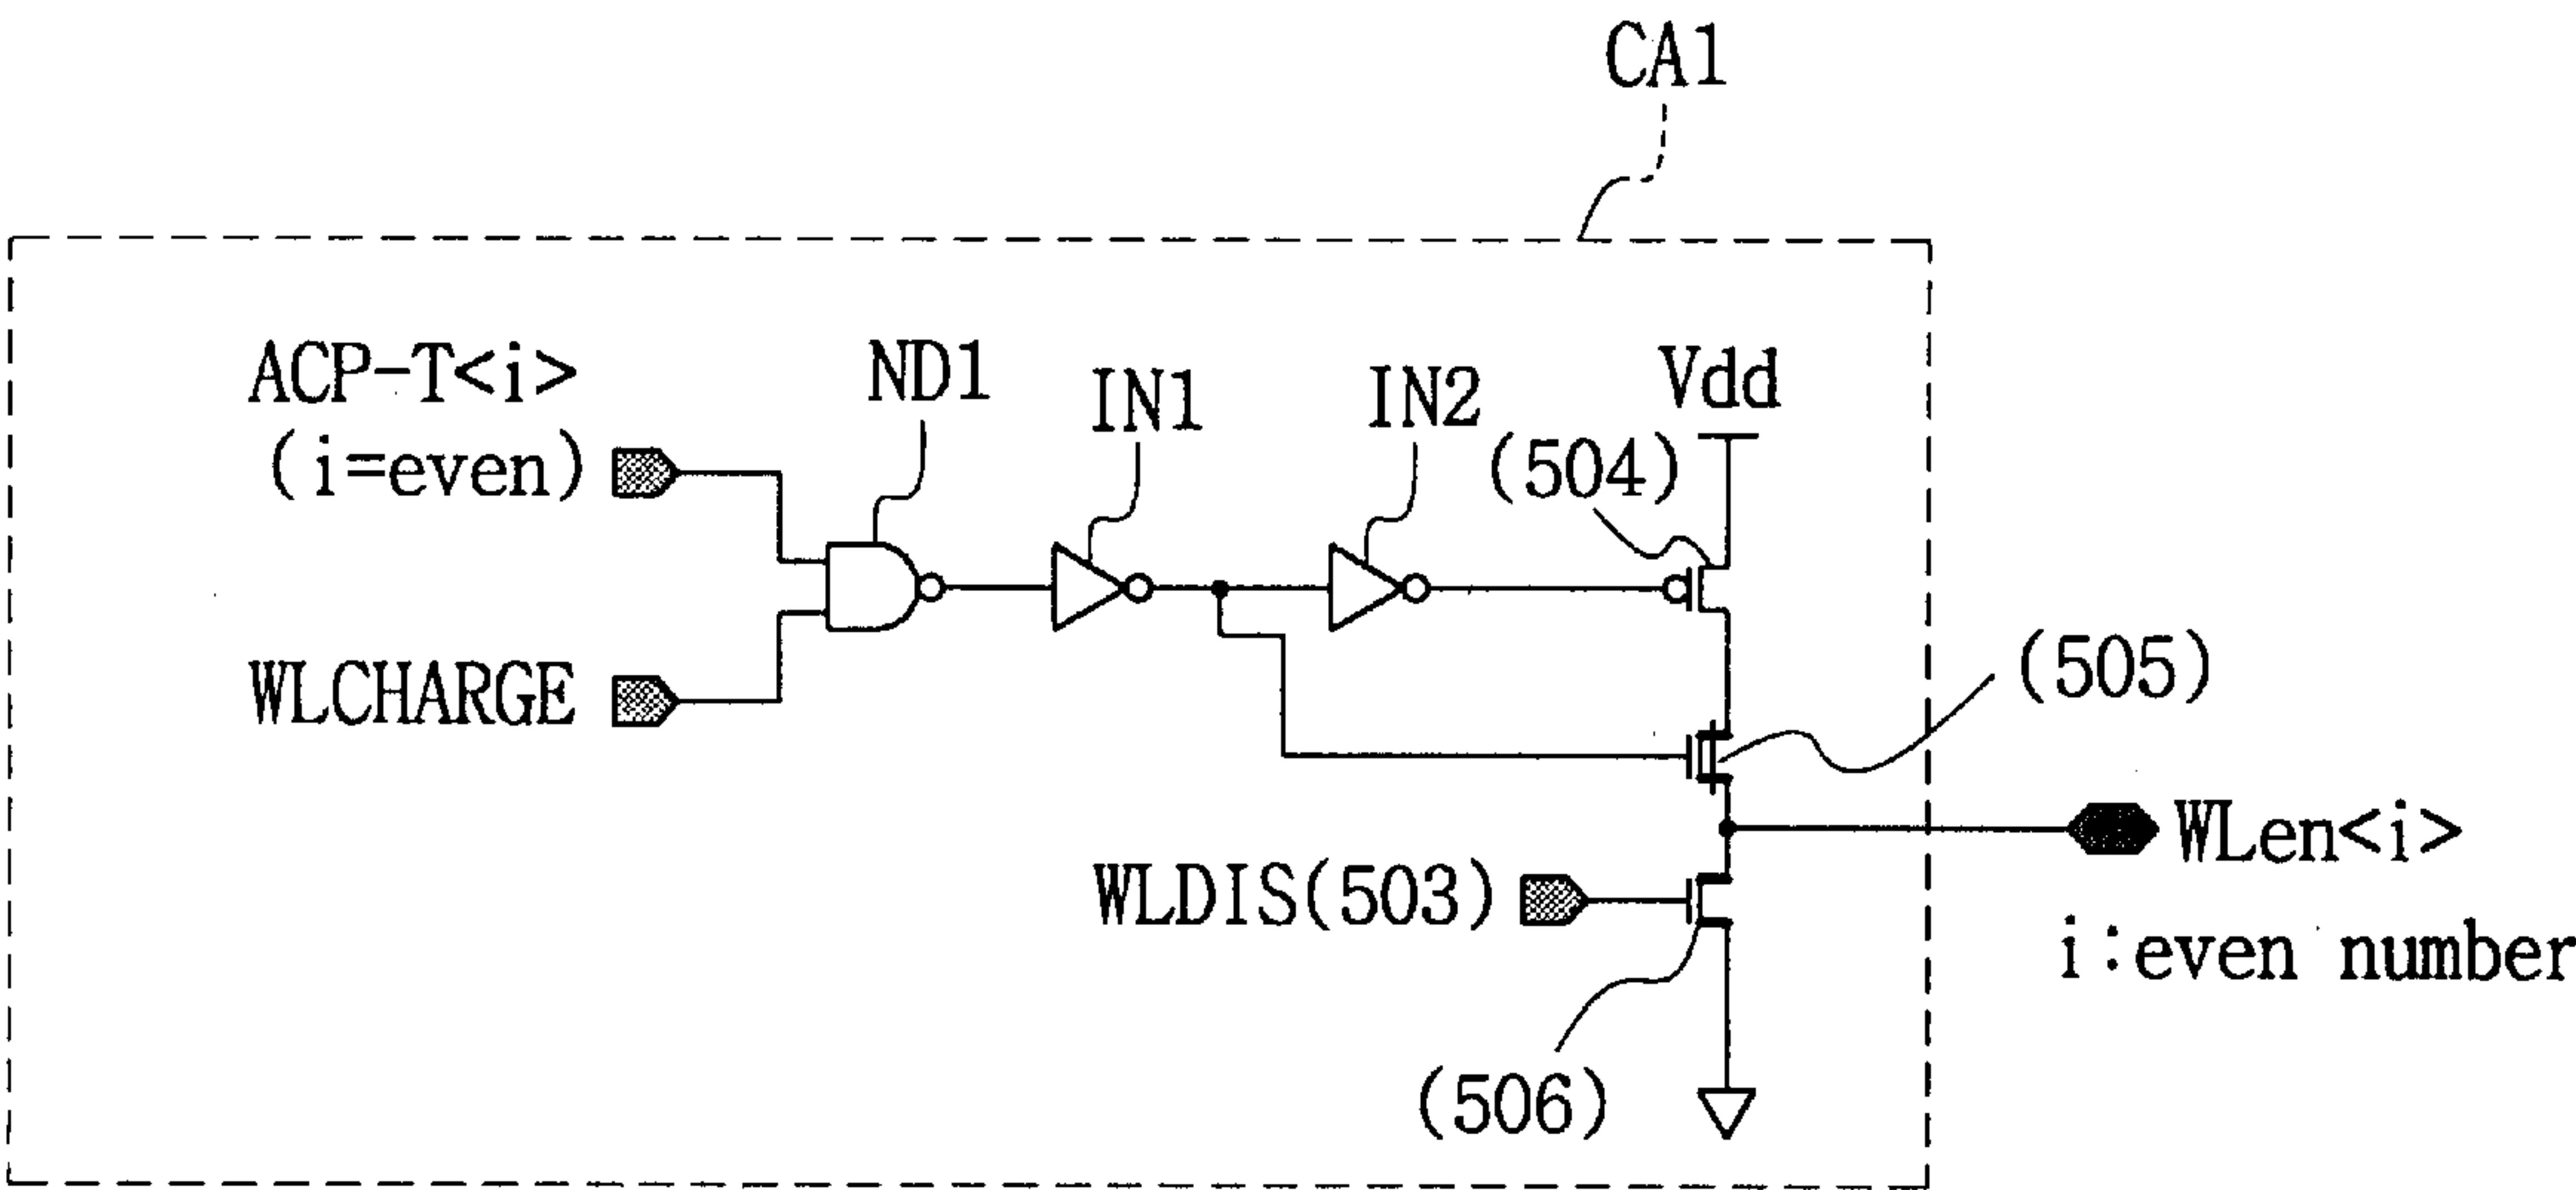 CA1
ACP-T<i>
(i=even)
ND1
IN1
IN2
Vdd
(504)
WLCHARGE
(505)
WLDIS(503)
WLen<i>
i:even number
(506)